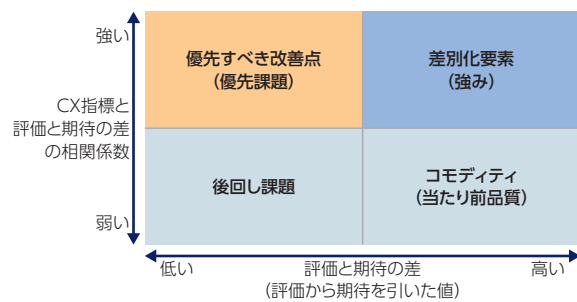 強い
優先すべき改善点
（優先課題）
差別化要素
（強み）
CX指標と
評価と期待の差
の相関係数
後回し課題
コモディティ
（当たり前品質）
弱い
低い
評価と期待の差
高い
（評価から期待を引いた値）